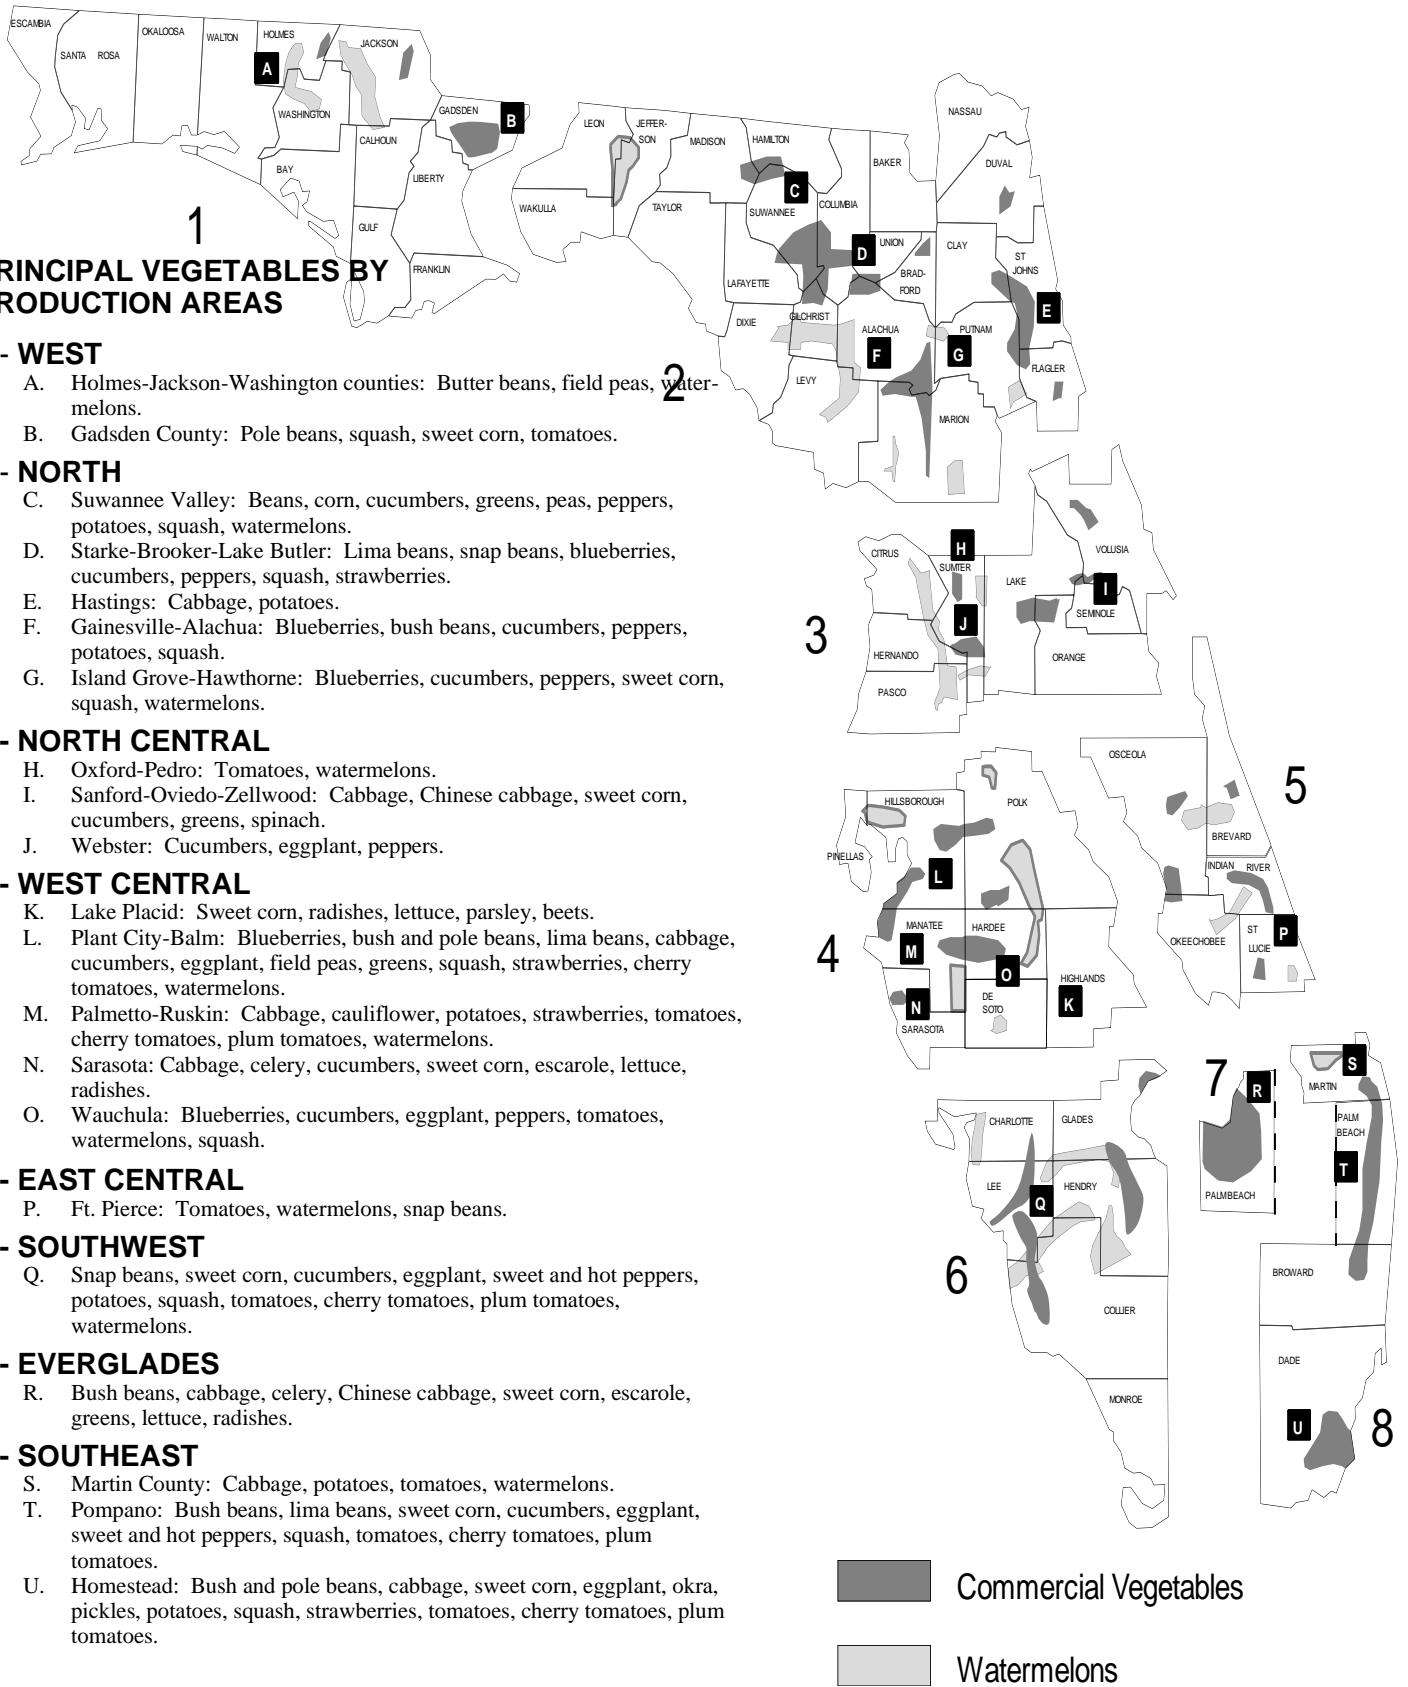 ESCAMBIA
SANTA ROSA
OKALOOSA
WALTON
HOLMES
JACKSON
A
WASHINGTON
GADSDEN
B
CALHOUN
BAY
LIBERTY
GULF
FRANKLIN
1
LEON
JEFFER-
SON
MADISON
HAMILTON
BAKER
NASSAU
DUVAL
C
WAKULLA
TAYLOR
SUWANNEE
COLUMBIA
D
UNION
CLAY
ST
JOHNS
LAFAYETTE
BRAD-
FORD
DIXIE
GILCHRIST
ALACHUA
PUTNAM
E
F
G
LEVY
FLAGLER
MARION
2
RINCIPAL VEGETABLES BY
RODUCTION AREAS
- WEST
A. Holmes-Jackson-Washington counties: Butter beans, field peas, water-
melons.
B. Gadsden County: Pole beans, squash, sweet corn, tomatoes.
- NORTH
C. Suwannee Valley: Beans, corn, cucumbers, greens, peas, peppers,
potatoes, squash, watermelons.
D. Starke-Brooker-Lake Butler: Lima beans, snap beans, blueberries,
cucumbers, peppers, squash, strawberries.
E. Hastings: Cabbage, potatoes.
F. Gainesville-Alachua: Blueberries, bush beans, cucumbers, peppers,
potatoes, squash.
G. Island Grove-Hawthorne: Blueberries, cucumbers, peppers, sweet corn,
squash, watermelons.
- NORTH CENTRAL
H. Oxford-Pedro: Tomatoes, watermelons.
I. Sanford-Oviedo-Zellwood: Cabbage, Chinese cabbage, sweet corn,
cucumbers, greens, spinach.
J. Webster: Cucumbers, eggplant, peppers.
- WEST CENTRAL
K. Lake Placid: Sweet corn, radishes, lettuce, parsley, beets.
L. Plant City-Balm: Blueberries, bush and pole beans, lima beans, cabbage,
cucumbers, eggplant, field peas, greens, squash, strawberries, cherry
tomatoes, watermelons.
M. Palmetto-Ruskin: Cabbage, cauliflower, potatoes, strawberries, tomatoes,
cherry tomatoes, plum tomatoes, watermelons.
N. Sarasota: Cabbage, celery, cucumbers, sweet corn, escarole, lettuce,
radishes.
O. Wauchula: Blueberries, cucumbers, eggplant, peppers, tomatoes,
watermelons, squash.
- EAST CENTRAL
P. Ft. Pierce: Tomatoes, watermelons, snap beans.
- SOUTHWEST
Q. Snap beans, sweet corn, cucumbers, eggplant, sweet and hot peppers,
potatoes, squash, tomatoes, cherry tomatoes, plum tomatoes,
watermelons.
- EVERGLADES
R. Bush beans, cabbage, celery, Chinese cabbage, sweet corn, escarole,
greens, lettuce, radishes.
- SOUTHEAST
S. Martin County: Cabbage, potatoes, tomatoes, watermelons.
T. Pompano: Bush beans, lima beans, sweet corn, cucumbers, eggplant,
sweet and hot peppers, squash, tomatoes, cherry tomatoes, plum
tomatoes.
U. Homestead: Bush and pole beans, cabbage, sweet corn, eggplant, okra,
pickles, potatoes, squash, strawberries, tomatoes, cherry tomatoes, plum
tomatoes.
CITRUS
H
SUMTER
LAKE
VOLUSIA
I
SEMINOLE
J
3
HERNANDO
ORANGE
PASCO
OSCEOLA
5
BREVARD
INDIAN RIVER
OKEECHOBEE
ST
LUCIE
P
HILLSBOROUGH
POLK
PINELLAS
L
MANATEE
HARDEE
4
M
O
HIGHLANDS
N
DE
SOTO
K
SARASOTA
7
R
S
MARTIN
PALM
BEACH
T
PALMBEACH
CHARLOTTE
GLADES
LEE
HENDRY
Q
6
BROWARD
COLLIER
DADE
MONROE
U
8
Commercial Vegetables
Watermelons